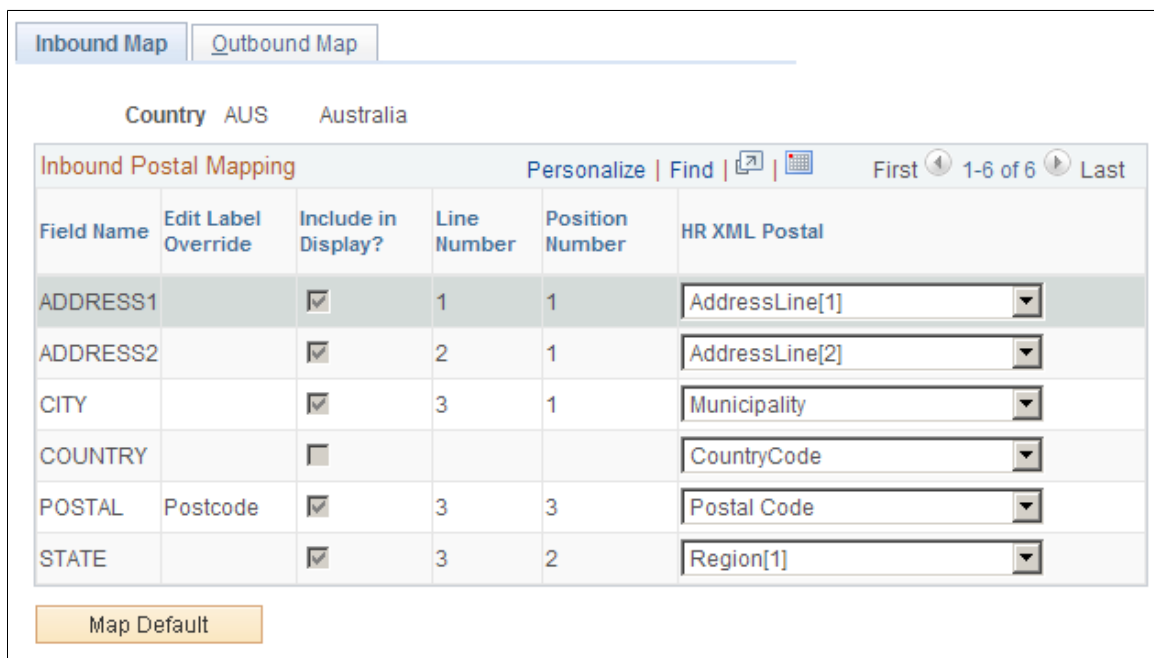 Inbound Map Outbound Map
Country AUS Australia
Inbound Postal Mapping Personalize | Find | | First 1-6 of 6 Last
Field Name Edit Label Override Include in Display? Line Number Position Number HR XML Postal
ADDRESS1 1 1 AddressLine[1]
ADDRESS2 2 1 AddressLine[2]
CITY 3 1 Municipality
COUNTRY CountryCode
POSTAL Postcode 3 3 Postal Code
STATE 3 2 Region[1]
Map Default